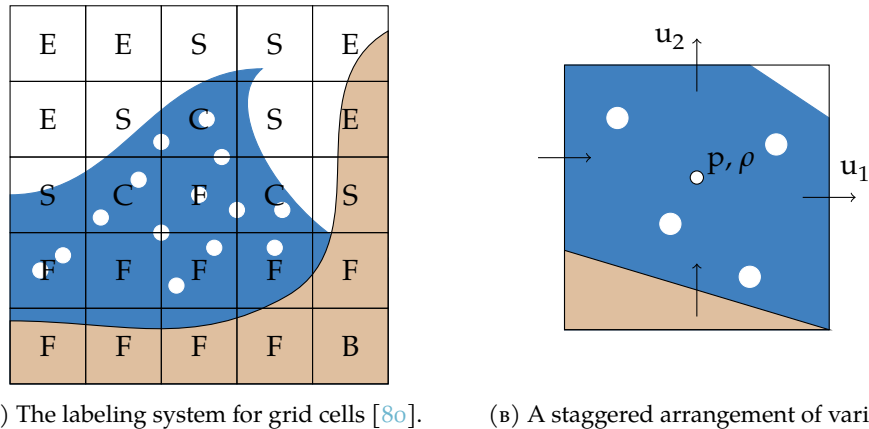 E E S S E
E S C S E
S C F C S
F F F F F
F F F F B
u2
p, ρ
u1
) The labeling system for grid cells [80].
(B) A staggered arrangement of vari